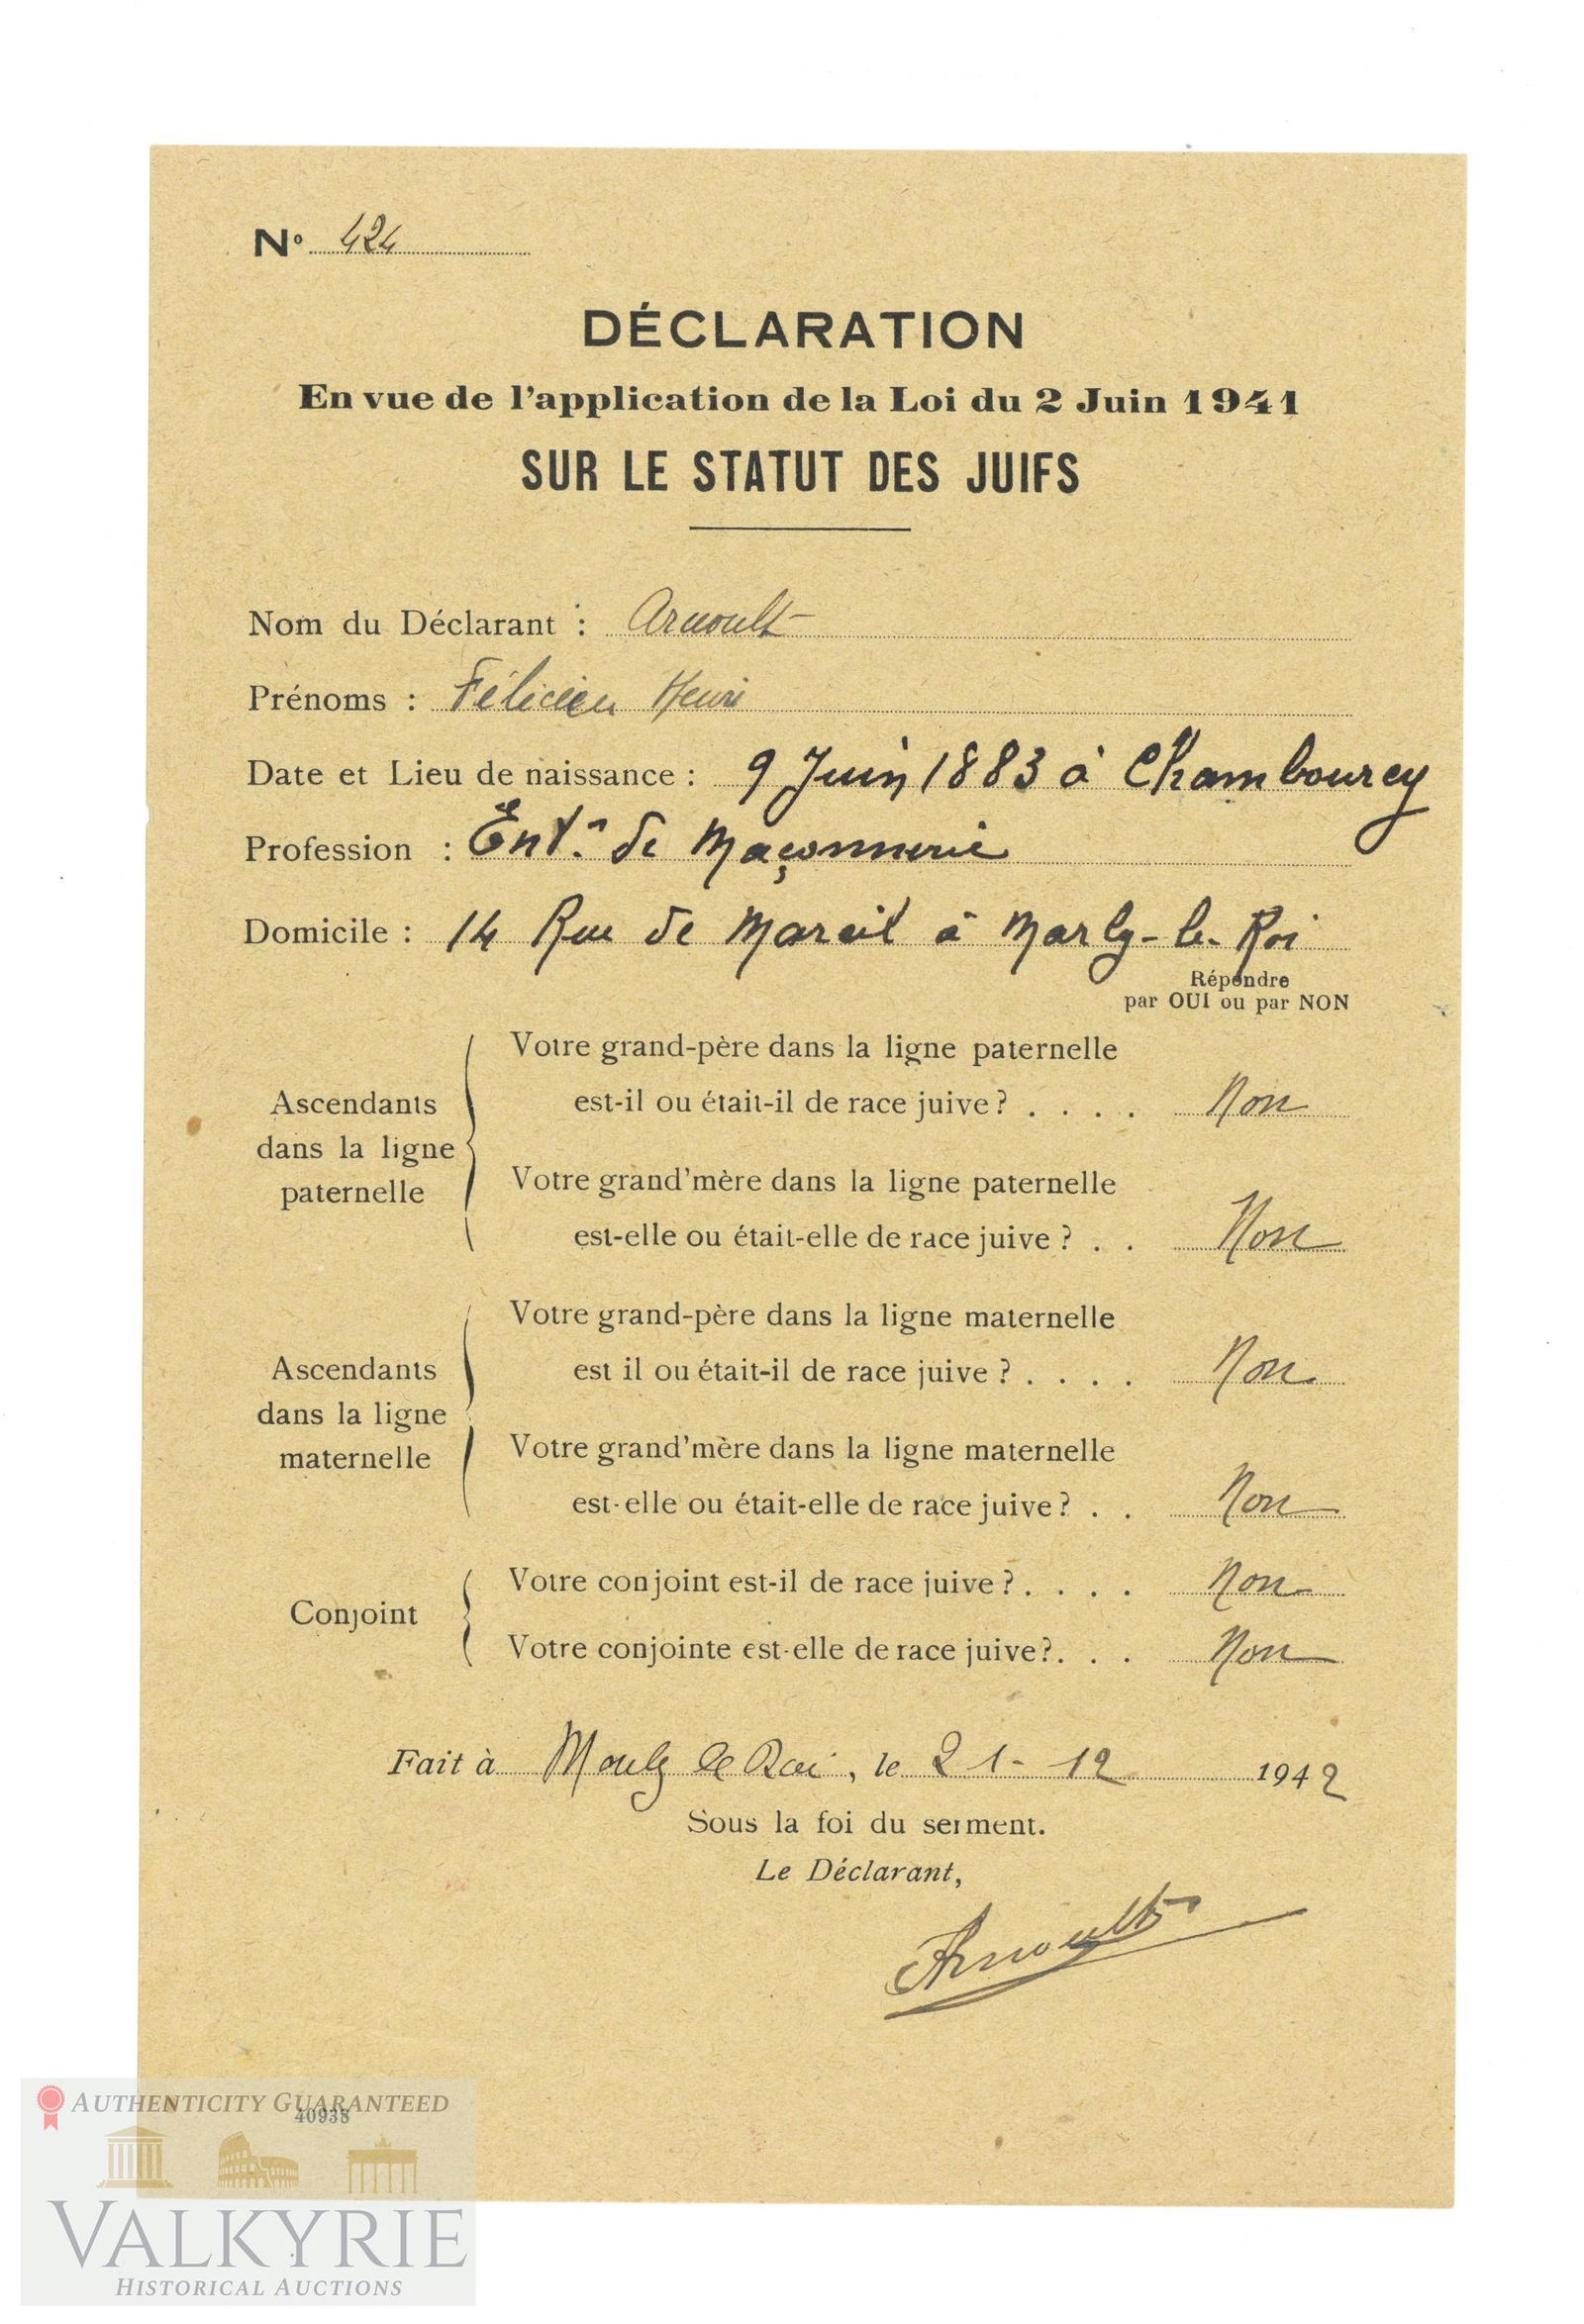 N° 424
DÉCLARATION
En vue de l'application de la Loi du 2 Juin 1941
SUR LE STATUT DES JUIFS
Nom du Déclarant : Arnoult
Prénoms : Félicien Henri
Date et Lieu de naissance : 9 Juin 1883 à Chambourcy
Profession : Entr. de Maçonnerie
Domicile : 14 Rue de Mareil à Marly-le-Roi
Répondre
par OUI ou par NON
Votre grand-père dans la ligne paternelle
est-il ou était-il de race juive ? . . . . Non
Ascendants
dans la ligne
paternelle
Votre grand'mère dans la ligne paternelle
est-elle ou était-elle de race juive ? . . Non
Votre grand-père dans la ligne maternelle
est il ou était-il de race juive ? . . . . Non
Ascendants
dans la ligne
maternelle
Votre grand'mère dans la ligne maternelle
est-elle ou était-elle de race juive ? . . Non
Conjoint
Votre conjoint est-il de race juive ? . . . . Non
Votre conjointe est-elle de race juive ? . . . Non
Fait à Marly le Roi, le 21-12 1942
Sous la foi du serment.
Le Déclarant,
Arnoult
AUTHENTICITY GUARANTEED
40938
VALKYRIE
HISTORICAL AUCTIONS